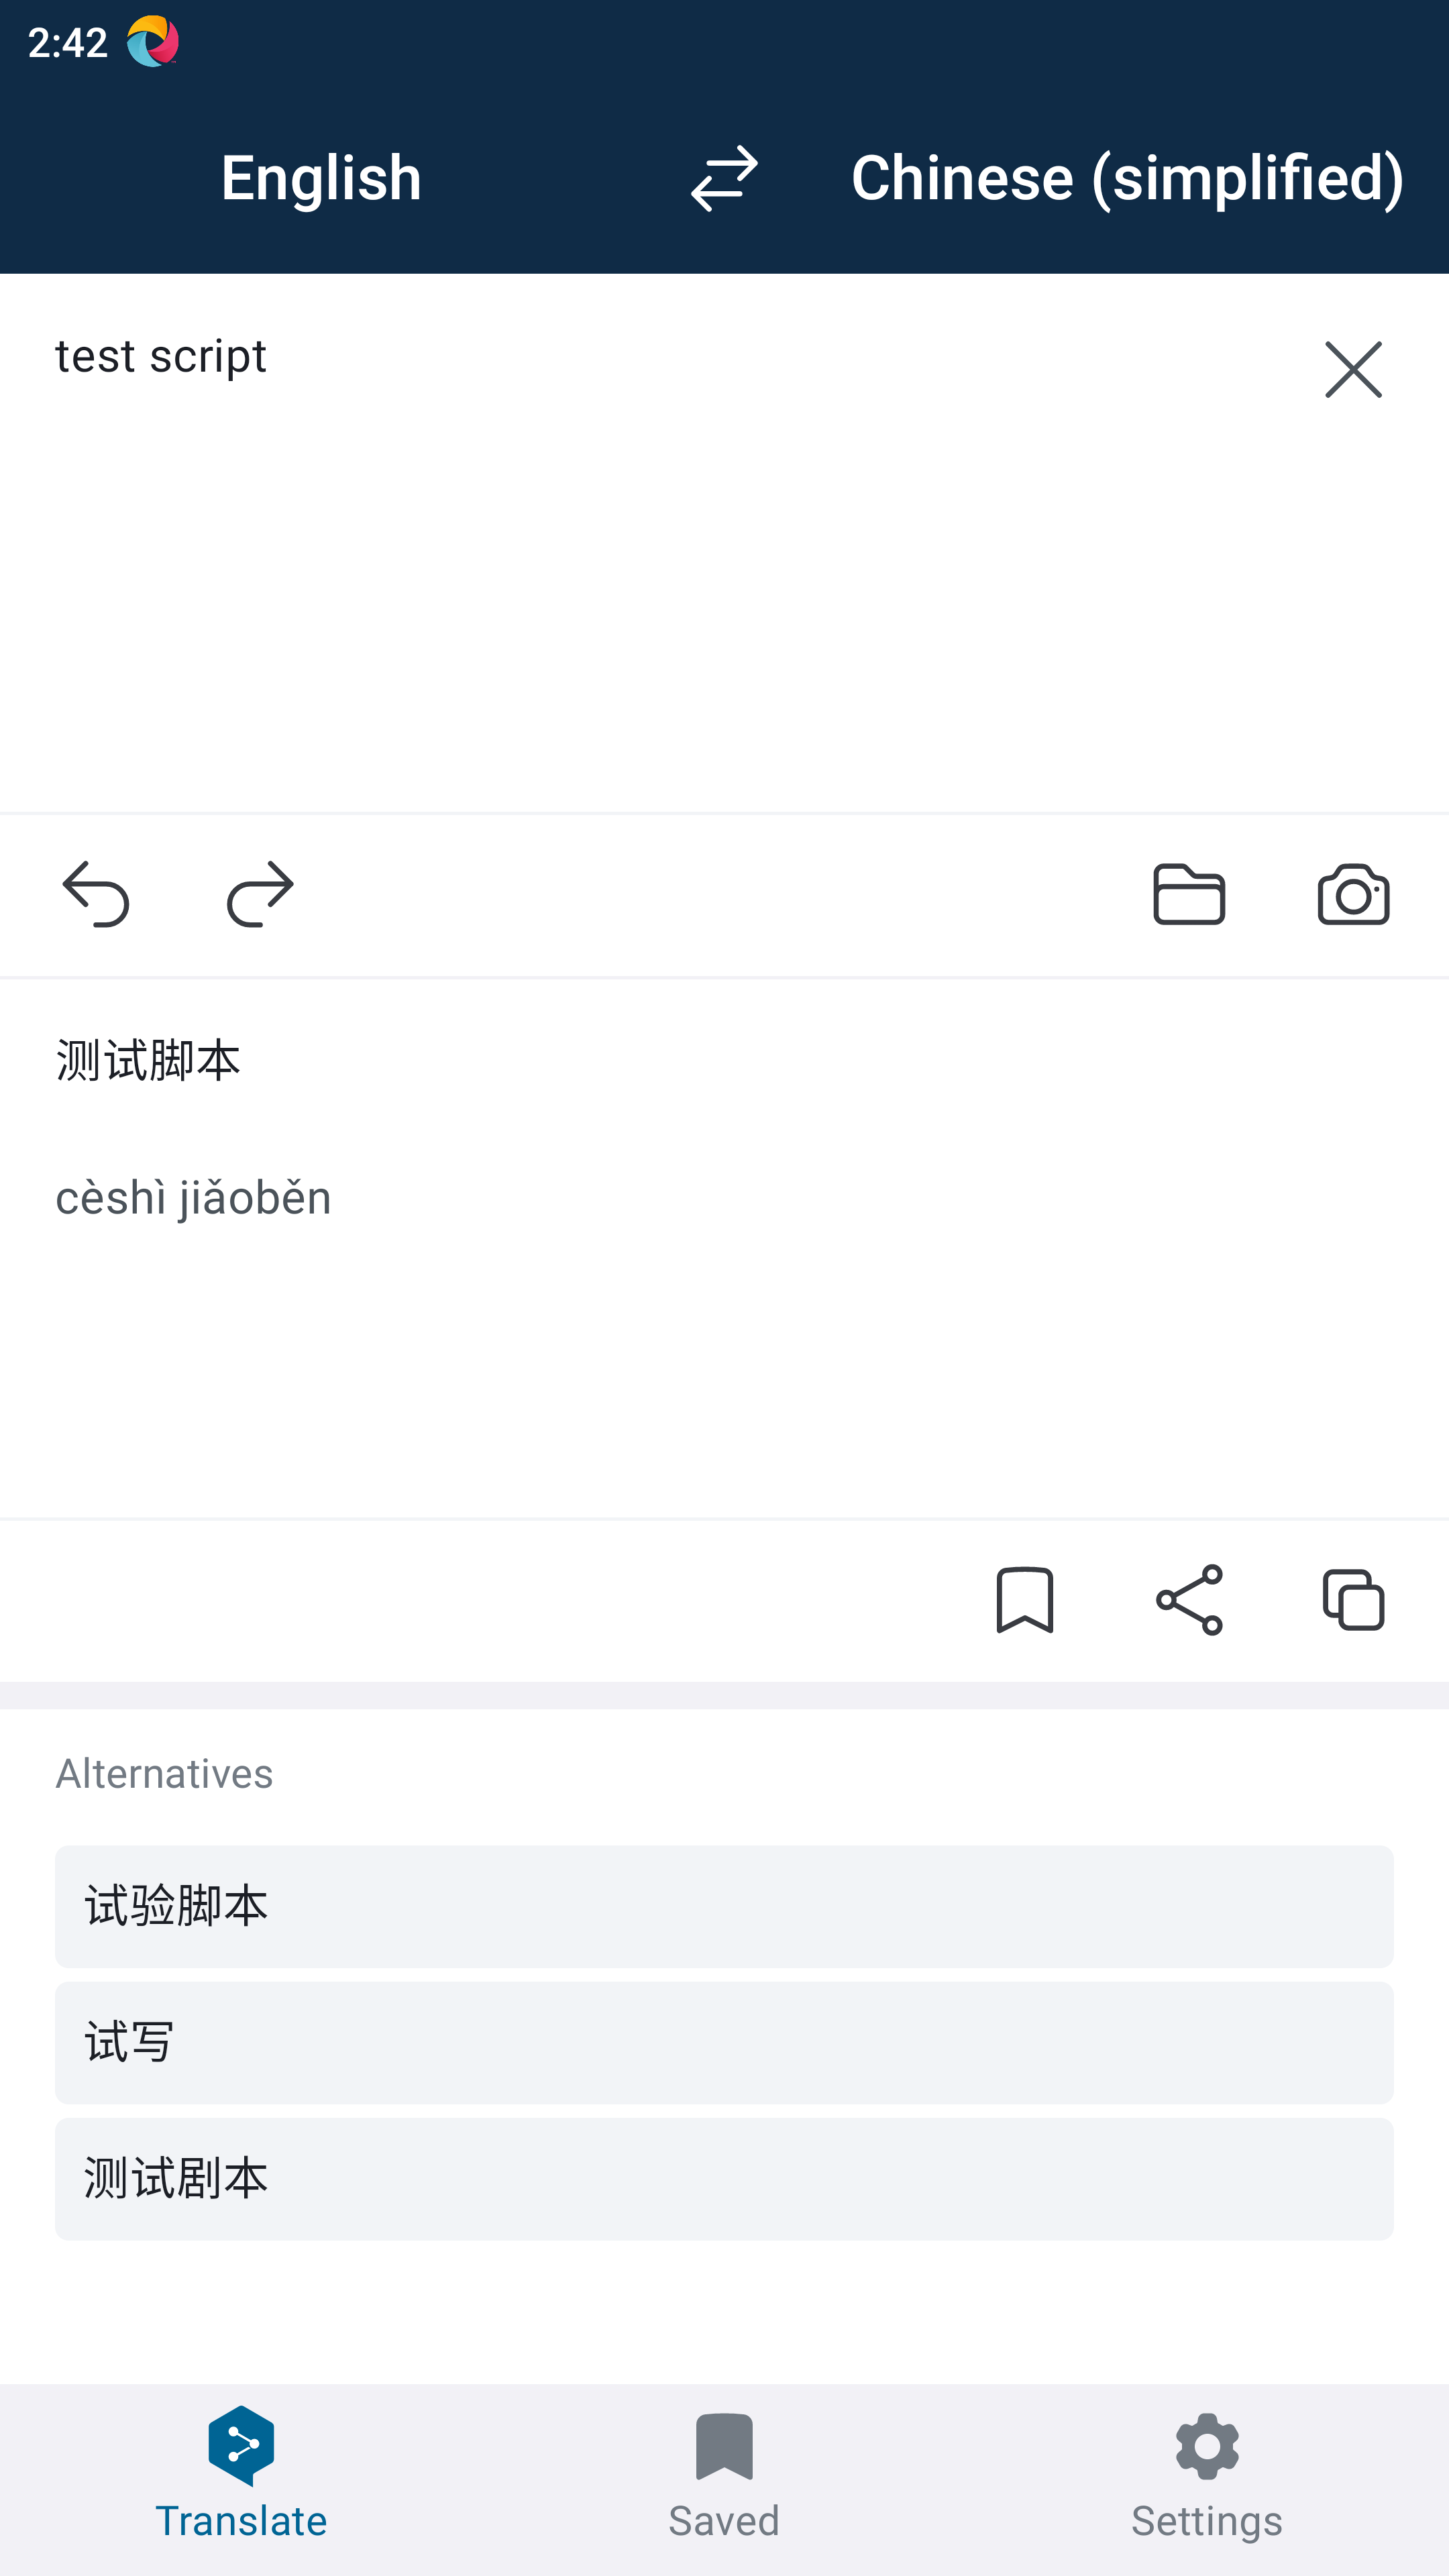 2:42
English
Chinese (simplified)
test script
测试脚本
cèshì jiǎoběn
Alternatives
试验脚本
试写
测试剧本
Translate
Saved
Settings